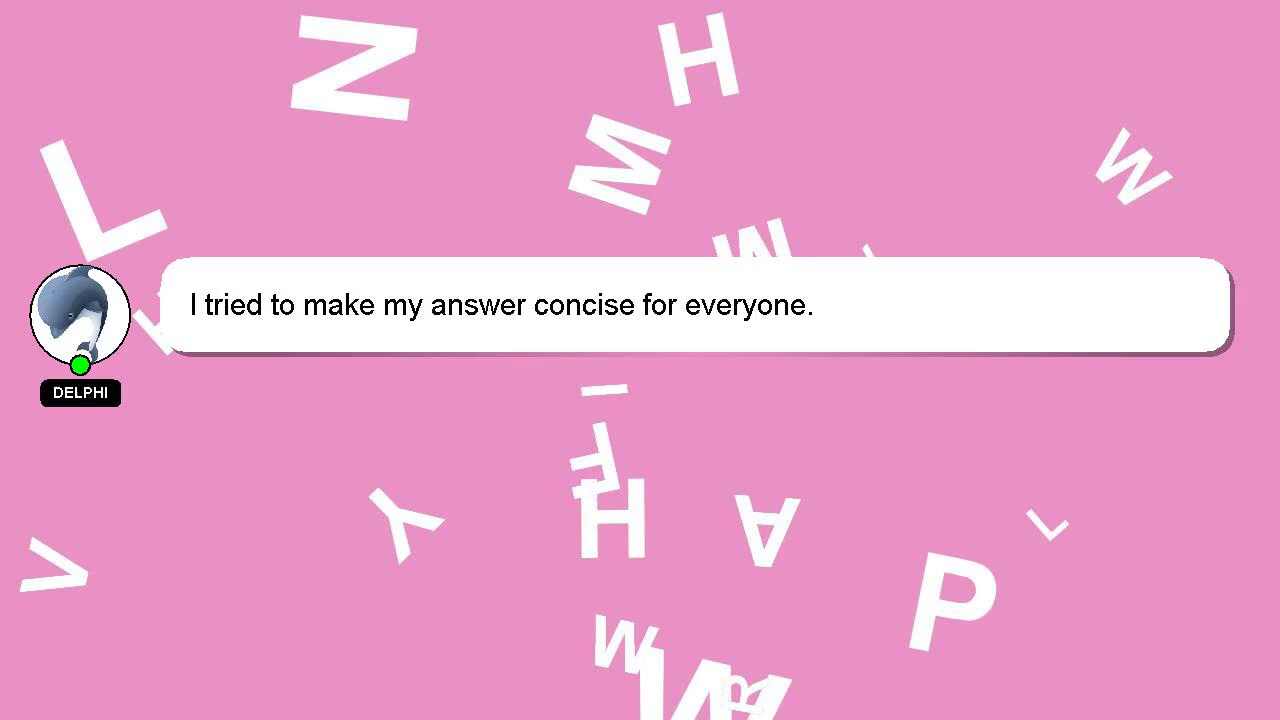 N
H
M
L
W
W
I tried to make my answer concise for everyone.
DELPHI
I
F
Y
H
A
L
V
P
W
W
R